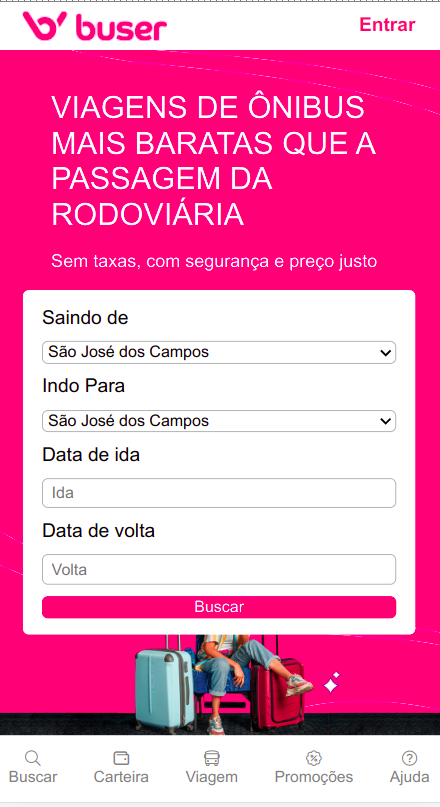 buser
Entrar
VIAGENS DE ÔNIBUS
MAIS BARATAS QUE A
PASSAGEM DA
RODOVIÁRIA
Sem taxas, com segurança e preço justo
Saindo de
São José dos Campos
Indo Para
São José dos Campos
Data de ida
Ida
Data de volta
Volta
Buscar
Buscar
Carteira
Viagem
Promoções
Ajuda